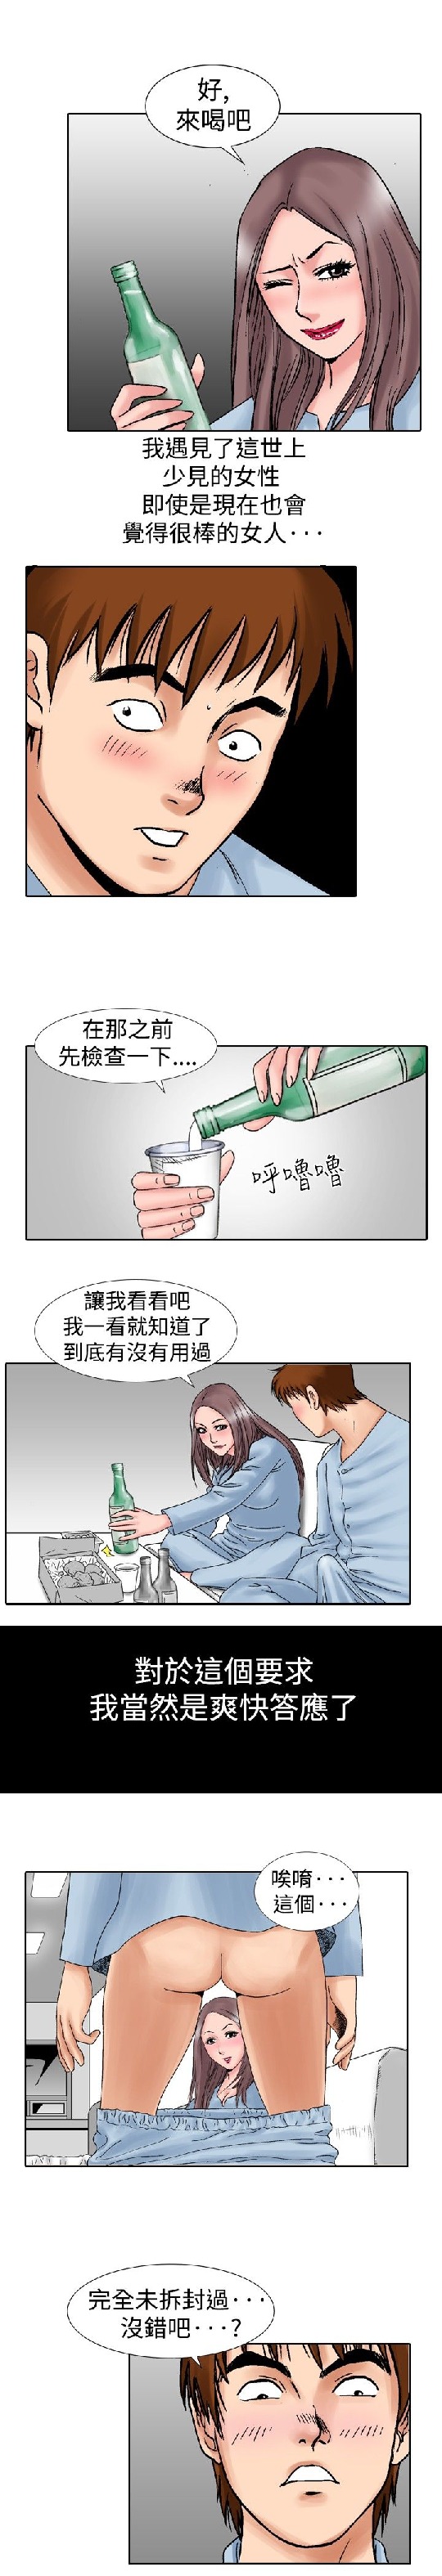 好,
來喝吧
我遇見了這世上
少見的女性
即使是現在也會
覺得很棒的女人···
在那之前
先檢查一下....
呼嚕嚕
讓我看看吧
我一看就知道了
到底有沒有用過
對於這個要求
我當然是爽快答應了
唉唷···
這個···
完全未拆封過···
沒錯吧···?